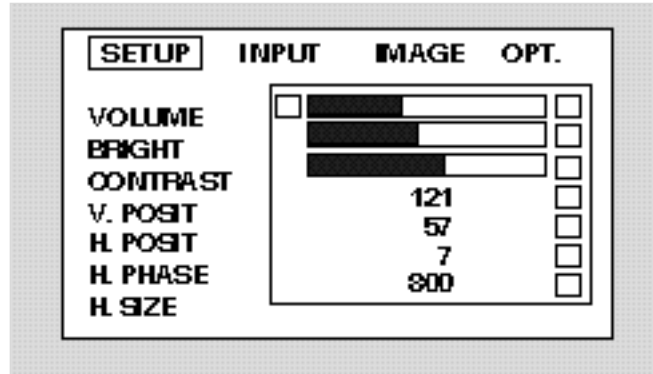 SETUP INPUT IMAGE OPT.
VOLUME
BRIGHT
CONTRAST
V. POSIT 121
H. POSIT 57
H. PHASE 7
H. SIZE 800